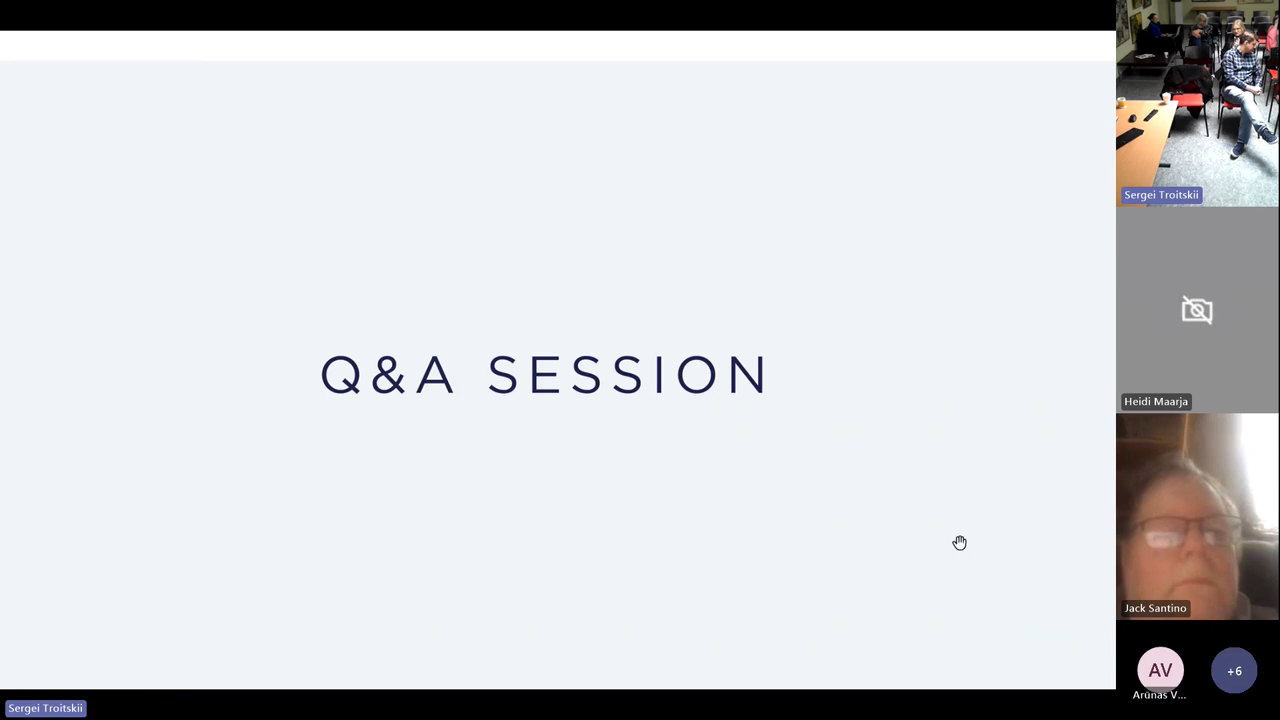 Q&A SESSION
Sergei Troitskii
Heidi Maarja
Jack Santino
AV
+6
Arūnas V...
Sergei Troitskii